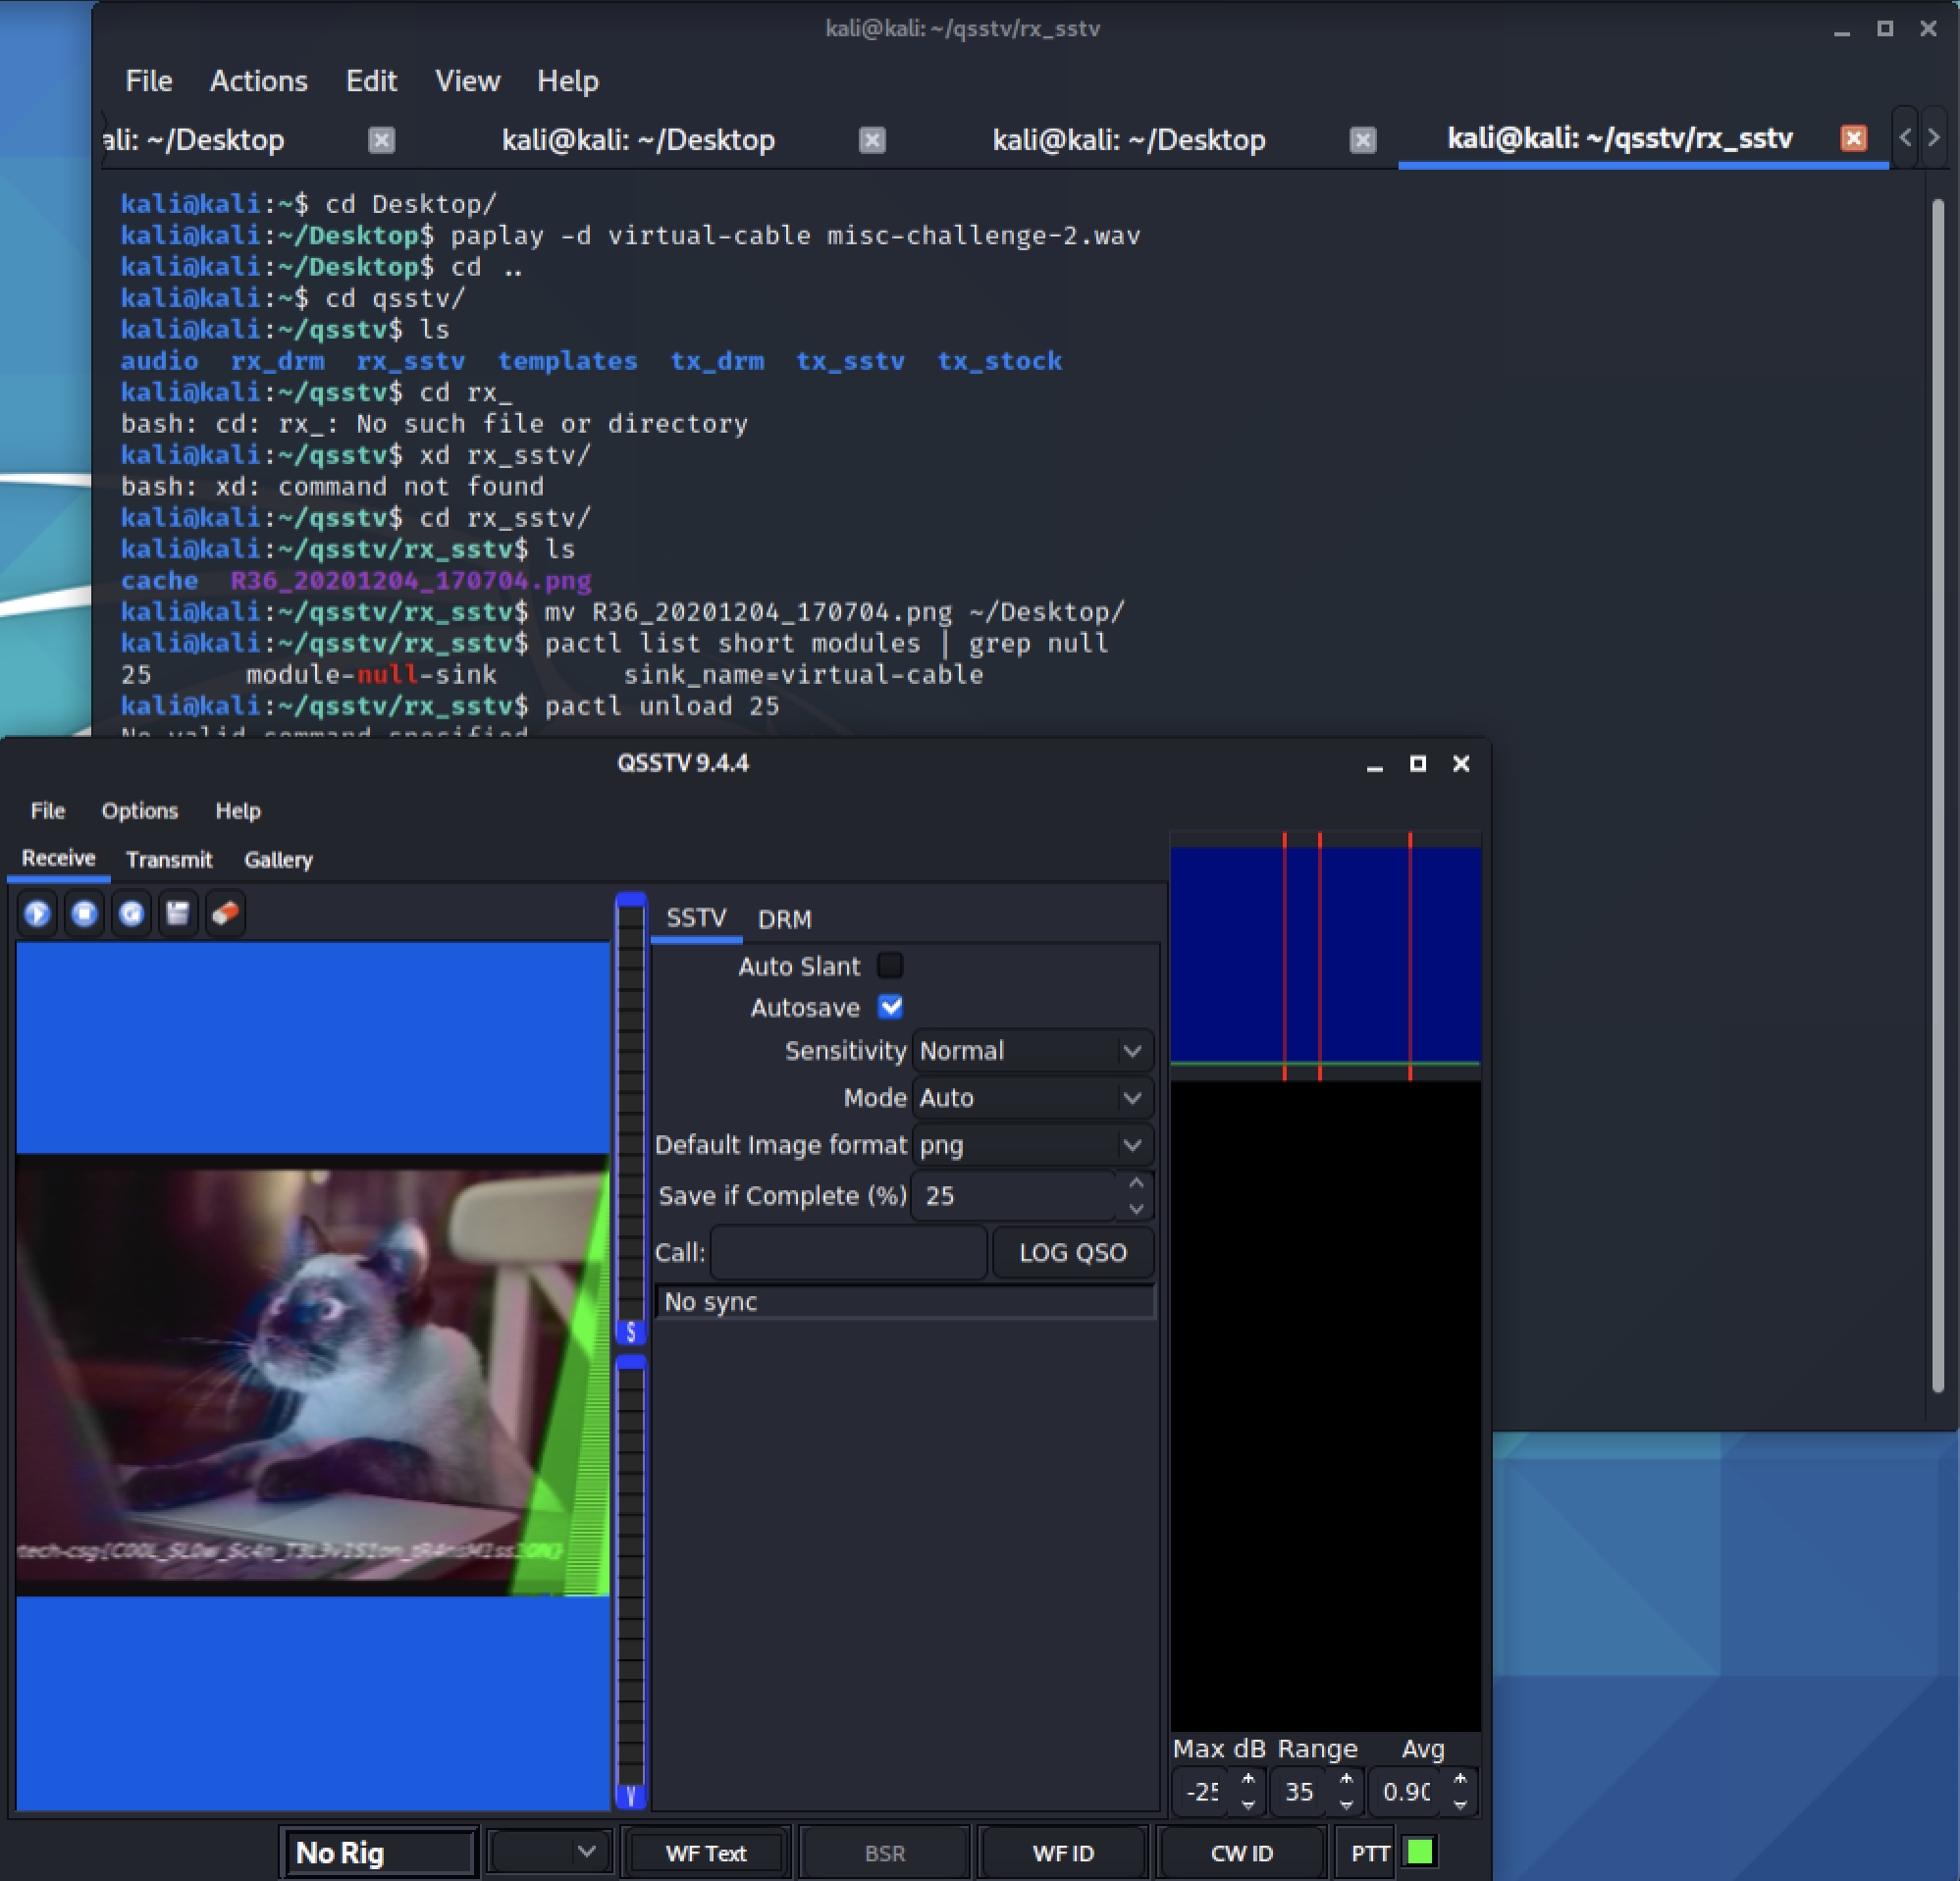 kali@kali: ~/qsstv/rx_sstv
File Actions Edit View Help
ali: ~/Desktop kali@kali: ~/Desktop kali@kali: ~/Desktop kali@kali: ~/qsstv/rx_sstv
kali@kali:~$ cd Desktop/
kali@kali:~/Desktop$ paplay -d virtual-cable misc-challenge-2.wav
kali@kali:~/Desktop$ cd ..
kali@kali:~$ cd qsstv/
kali@kali:~/qsstv$ ls
audio rx_drm rx_sstv templates tx_drm tx_sstv tx_stock
kali@kali:~/qsstv$ cd rx_
bash: cd: rx_: No such file or directory
kali@kali:~/qsstv$ xd rx_sstv/
bash: xd: command not found
kali@kali:~/qsstv$ cd rx_sstv/
kali@kali:~/qsstv/rx_sstv$ ls
cache R36_20201204_170704.png
kali@kali:~/qsstv/rx_sstv$ mv R36_20201204_170704.png ~/Desktop/
kali@kali:~/qsstv/rx_sstv$ pactl list short modules | grep null
25 module-null-sink sink_name=virtual-cable
kali@kali:~/qsstv/rx_sstv$ pactl unload 25
No valid command specified
QSSTV 9.4.4
File Options Help
Receive Transmit Gallery
SSTV DRM
Auto Slant
Autosave
Sensitivity Normal
Mode Auto
Default Image format png
Save if Complete (%) 25
Call: LOG QSO
No sync
S
V
Max dB Range Avg
-25 35 0.90
No Rig WF Text BSR WF ID CW ID PTT